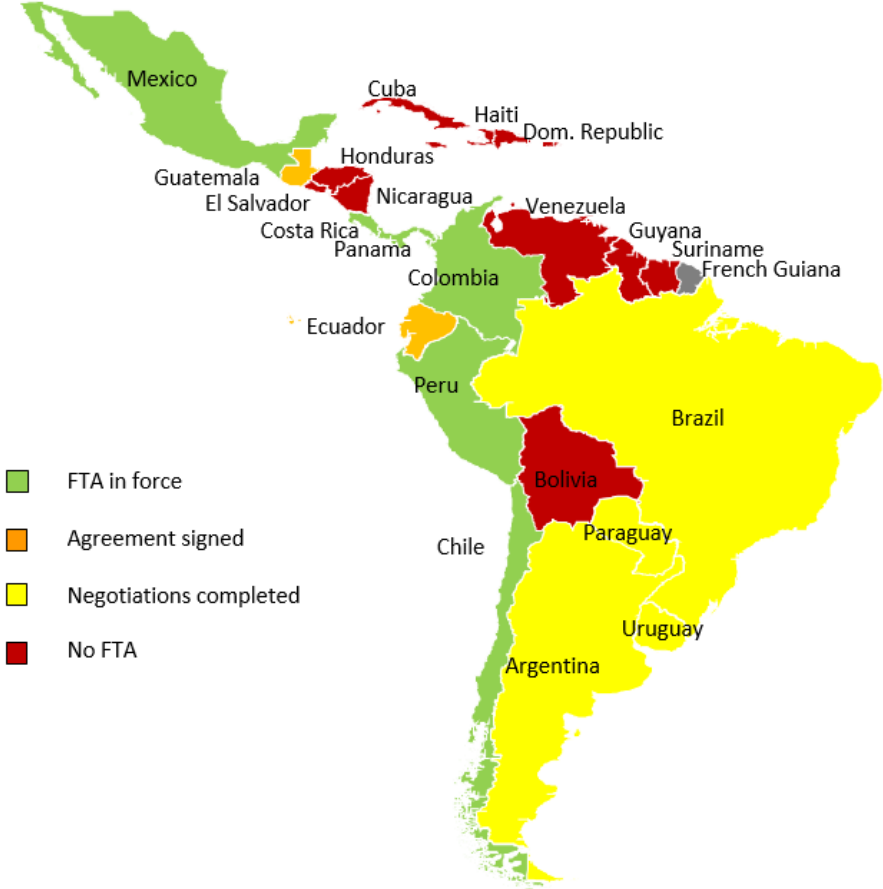 Mexico
Cuba
Haiti
Dom. Republic
Honduras
Guatemala
El Salvador
Nicaragua
Venezuela
Costa Rica
Guyana
Panama
Suriname
French Guiana
Colombia
Ecuador
Peru
Brazil
Bolivia
FTA in force
Paraguay
Agreement signed
Chile
Negotiations completed
Uruguay
No FTA
Argentina